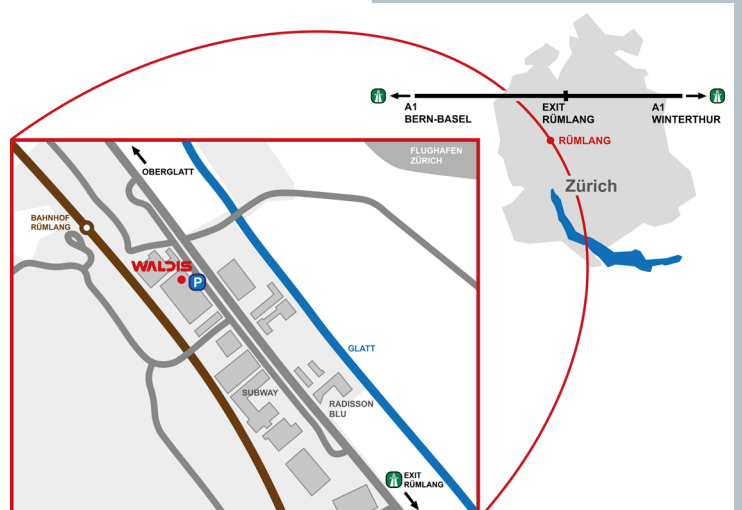 A1
BERN-BASEL
EXIT
RÜMLANG
A1
WINTERTHUR
RÜMLANG
Zürich
FLUGHAFEN
ZÜRICH
OBERGLATT
BAHNHOF
RÜMLANG
WALDIS
P
GLATT
SUBWAY
RADISSON
BLU
EXIT
RÜMLANG